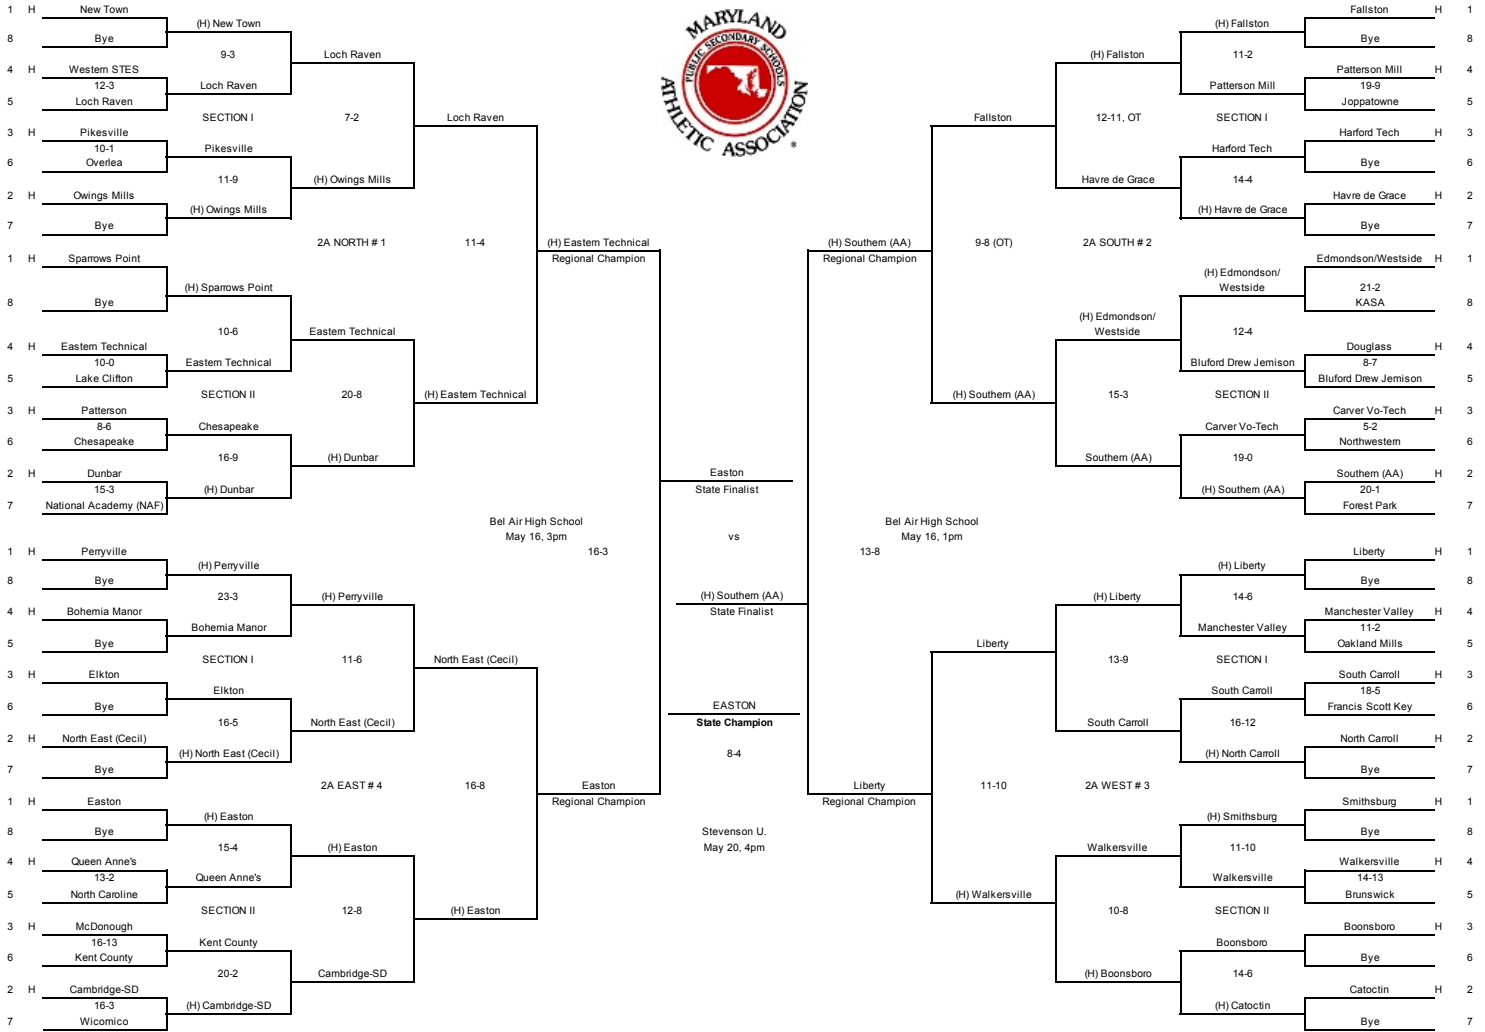 MARYLAND
PUBLIC SECONDARY SCHOOLS
ATHLETIC ASSOCIATION
®
1 H New Town
(H) New Town
8 Bye
9-3
Loch Raven
4 H Western STES
12-3
Loch Raven
5 Loch Raven
SECTION I
7-2
Loch Raven
3 H Pikesville
10-1
Pikesville
6 Overlea
11-9
(H) Owings Mills
2 H Owings Mills
(H) Owings Mills
7 Bye
2A NORTH # 1
11-4
(H) Eastern Technical
Regional Champion
1 H Sparrows Point
(H) Sparrows Point
8 Bye
10-6
Eastern Technical
4 H Eastern Technical
10-0
Eastern Technical
5 Lake Clifton
SECTION II
20-8
(H) Eastern Technical
3 H Patterson
8-6
Chesapeake
6 Chesapeake
16-9
(H) Dunbar
2 H Dunbar
15-3
(H) Dunbar
7 National Academy (NAF)
Bel Air High School
May 16, 3pm
16-3
1 H Perryville
(H) Perryville
8 Bye
23-3
(H) Perryville
4 H Bohemia Manor
Bohemia Manor
5 Bye
SECTION I
11-6
North East (Cecil)
3 H Elkton
Elkton
6 Bye
16-5
North East (Cecil)
2 H North East (Cecil)
(H) North East (Cecil)
7 Bye
2A EAST # 4
16-8
Easton
Regional Champion
1 H Easton
(H) Easton
8 Bye
15-4
(H) Easton
4 H Queen Anne's
13-2
Queen Anne's
5 North Caroline
SECTION II
12-8
(H) Easton
3 H McDonough
16-13
Kent County
6 Kent County
20-2
Cambridge-SD
2 H Cambridge-SD
16-3
(H) Cambridge-SD
7 Wicomico
Easton
State Finalist
vs
(H) Southern (AA)
State Finalist
EASTON
State Champion
8-4
Stevenson U.
May 20, 4pm
Fallston H 1
(H) Fallston
Bye 8
11-2
(H) Fallston
Patterson Mill H 4
19-9
Patterson Mill
Joppatowne 5
SECTION I
12-11, OT
Fallston
Harford Tech H 3
Harford Tech
Bye 6
14-4
Havre de Grace
Havre de Grace H 2
(H) Havre de Grace
Bye 7
2A SOUTH # 2
9-8 (OT)
(H) Southern (AA)
Regional Champion
Edmondson/Westside H 1
21-2
(H) Edmondson/
Westside
KASA 8
12-4
(H) Edmondson/
Westside
Douglass H 4
8-7
Bluford Drew Jemison
Bluford Drew Jemison 5
SECTION II
15-3
(H) Southern (AA)
Carver Vo-Tech H 3
5-2
Carver Vo-Tech
Northwestern 6
19-0
Southern (AA)
Southern (AA) H 2
20-1
(H) Southern (AA)
Forest Park 7
Bel Air High School
May 16, 1pm
13-8
Liberty H 1
(H) Liberty
Bye 8
14-6
(H) Liberty
Manchester Valley H 4
11-2
Manchester Valley
Oakland Mills 5
SECTION I
13-9
Liberty
South Carroll H 3
18-5
South Carroll
Francis Scott Key 6
16-12
South Carroll
North Carroll H 2
(H) North Carroll
Bye 7
2A WEST # 3
11-10
Liberty
Regional Champion
Smithsburg H 1
(H) Smithsburg
Bye 8
11-10
Walkersville
Walkersville H 4
14-13
Walkersville
Brunswick 5
SECTION II
10-8
(H) Walkersville
Boonsboro H 3
Boonsboro
Bye 6
14-6
(H) Boonsboro
Catoctin H 2
(H) Catoctin
Bye 7